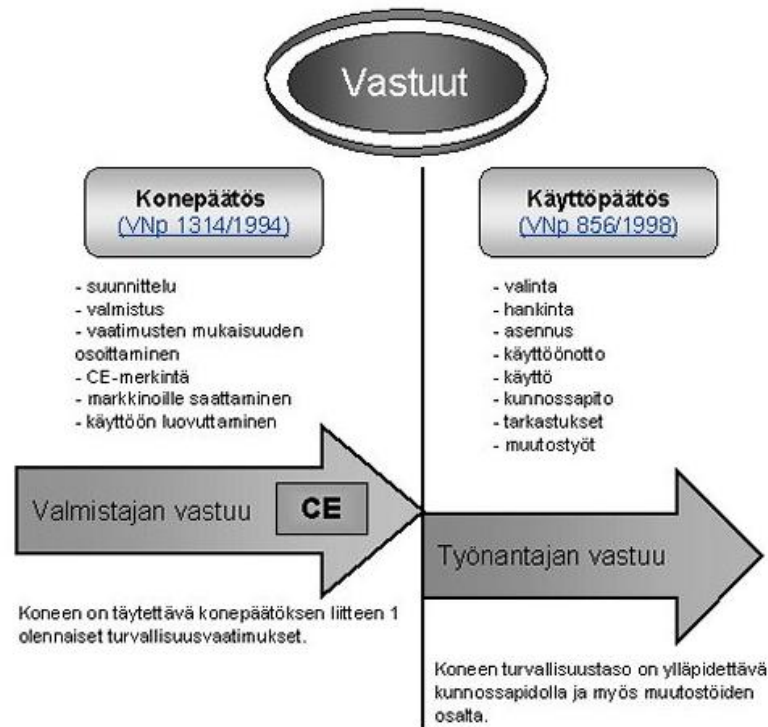 Vastuut
Konepäätös
(VNp 1314/1994)
- suunnittelu
- valmistus
- vaatimusten mukaisuuden
osoittaminen
- CE-merkintä
- markkinoille saattaminen
- käyttöön luovuttaminen
Valmistajan vastuu
CE
Koneen on täytettävä konepäätöksen liitteen 1
olennaiset turvallisuusvaatimukset.
Käyttöpäätös
(VNp 856/1998)
- valinta
- hankinta
- asennus
- käyttöönotto
- käyttö
- kunnossapito
- tarkastukset
- muutostyöt
Työnantajan vastuu
Koneen turvallisuustaso on ylläpidettävä
kunnossapidolla ja myös muutostöiden
osalta.